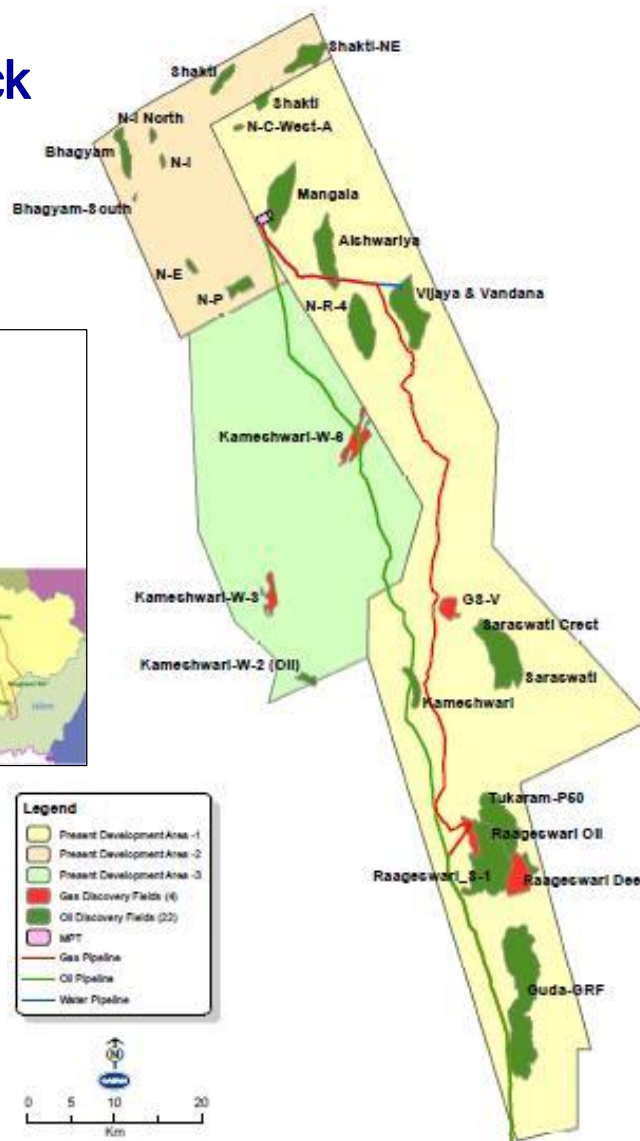 ck
Shakti-NE
Shakti
Shakti
N-I North
N-C-West-A
Bhagyam
N-I
Mangala
Bhagyam-South
Aishwariya
N-E
N-P
N-R-4
Vijaya & Vandana
Kameshwari-W-6
Kameshwari-W-3
GS-V
Saraswati Crest
Kameshwari-W-2 (Oil)
Saraswati
Kameshwari
Tukaram-P60
Raageswari Oil
Raageswari_S-1
Raageswari Dee
Guda-GRF
Legend
Present Development Area -1
Present Development Area -2
Present Development Area -3
Gas Discovery Fields (4)
Oil Discovery Fields (22)
MPT
Gas Pipeline
Oil Pipeline
Water Pipeline
N
0 5 10 20
Km